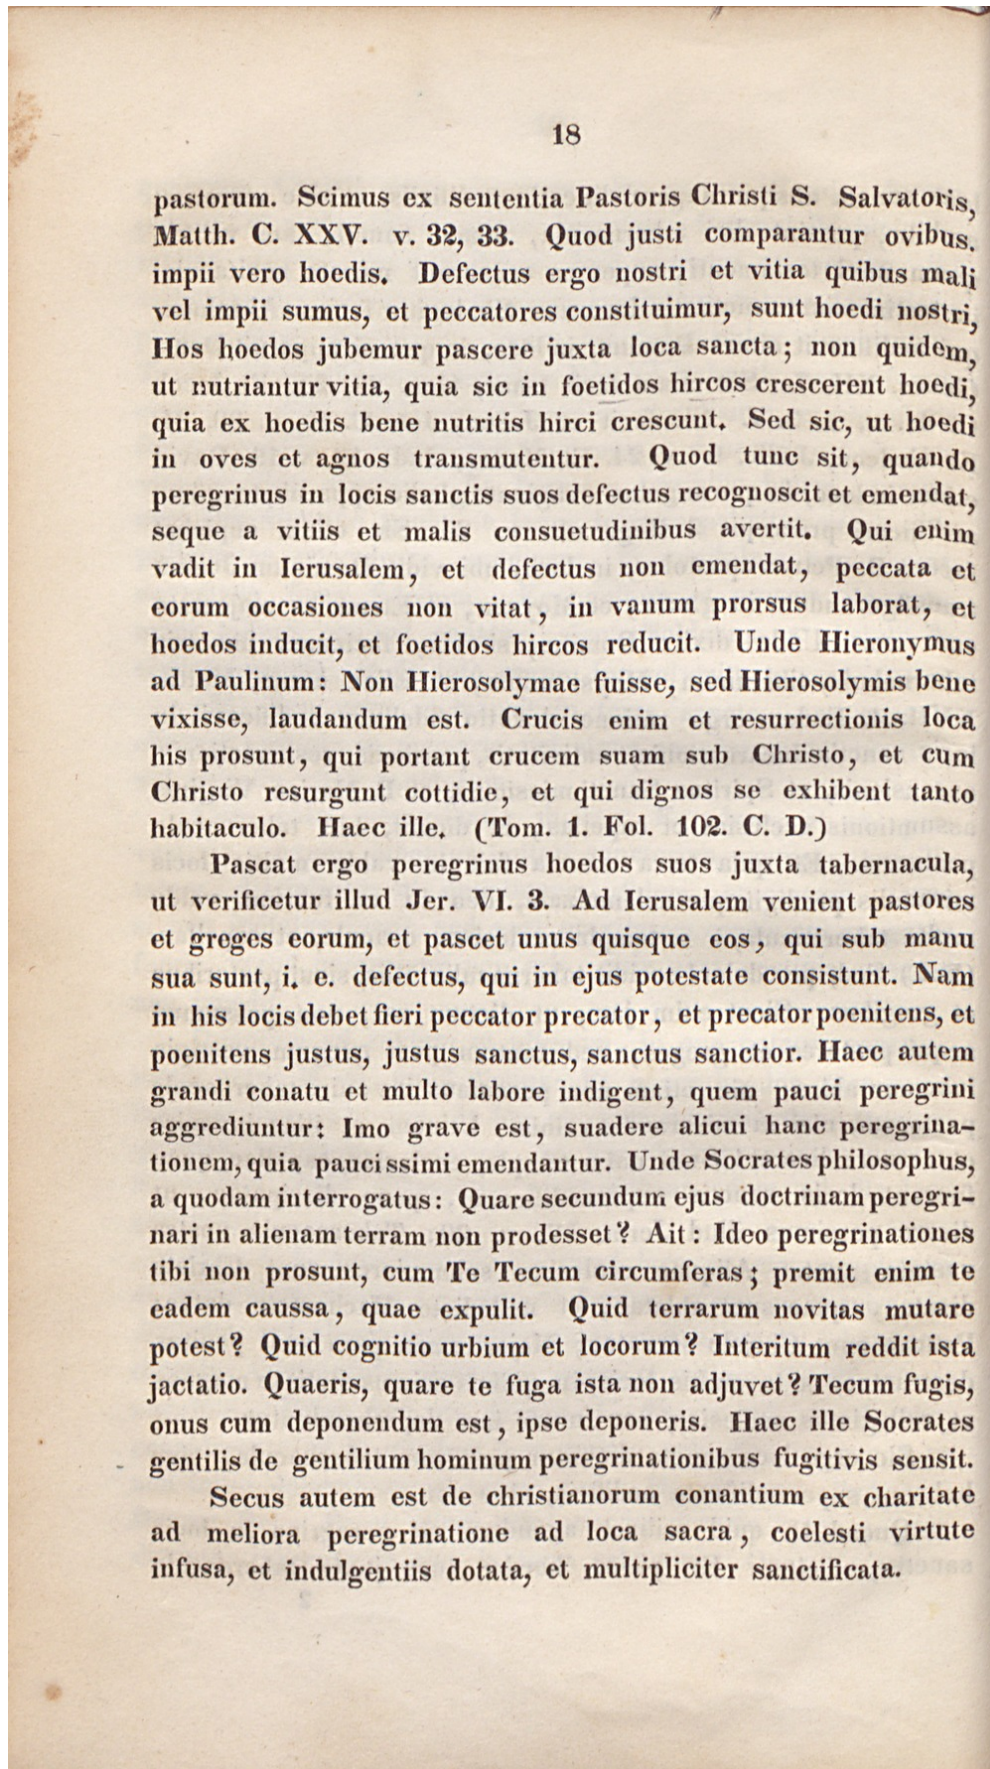 18
pastorum. Scimus ex sententia Pastoris Christi S. Salvatoris,
Matth. C. XXV. v. 32, 33. Quod justi comparantur ovibus.
impii vero hoedis. Defectus ergo nostri et vitia quibus mali
vel impii sumus, et peccatores constituimur, sunt hoedi nostri,
Hos hoedos jubemur pascere juxta loca sancta; non quidem,
ut nutriantur vitia, quia sic in foetidos hircos crescerent hoedi,
quia ex hoedis bene nutritis hirci crescunt. Sed sic, ut hoedi
in oves et agnos transmutentur. Quod tunc sit, quando
peregrinus in locis sanctis suos defectus recognoscit et emendat,
seque a vitiis et malis consuetudinibus avertit. Qui enim
vadit in Ierusalem, et defectus non emendat, peccata et
eorum occasiones non vitat, in vanum prorsus laborat, et
hoedos inducit, et foetidos hircos reducit. Unde Hieronymus
ad Paulinum: Non Hierosolymae fuisse, sed Hierosolymis bene
vixisse, laudandum est. Crucis enim et resurrectionis loca
his prosunt, qui portant crucem suam sub Christo, et cum
Christo resurgunt cottidie, et qui dignos se exhibent tanto
habitaculo. Haec ille. (Tom. 1. Fol. 102. C. D.)
Pascat ergo peregrinus hoedos suos juxta tabernacula,
ut verificetur illud Jer. VI. 3. Ad Ierusalem venient pastores
et greges eorum, et pascet unus quisque eos, qui sub manu
sua sunt, i. e. defectus, qui in ejus potestate consistunt. Nam
in his locis debet fieri peccator precator, et precator poenitens, et
poenitens justus, justus sanctus, sanctus sanctior. Haec autem
grandi conatu et multo labore indigent, quem pauci peregrini
aggrediuntur: Imo grave est, suadere alicui hanc peregrina-
tionem, quia paucissimi emendantur. Unde Socrates philosophus,
a quodam interrogatus: Quare secundum ejus doctrinam peregri-
nari in alienam terram non prodesset? Ait: Ideo peregrinationes
tibi non prosunt, cum Te Tecum circumferas; premit enim te
eadem caussa, quae expulit. Quid terrarum novitas mutare
potest? Quid cognitio urbium et locorum? Interitum reddit ista
jactatio. Quaeris, quare te fuga ista non adjuvet? Tecum fugis,
onus cum deponendum est, ipse deponeris. Haec ille Socrates
gentilis de gentilium hominum peregrinationibus fugitivis sensit.
Secus autem est de christianorum conantium ex charitate
ad meliora peregrinatione ad loca sacra, coelesti virtute
infusa, et indulgentiis dotata, et multipliciter sanctificata.